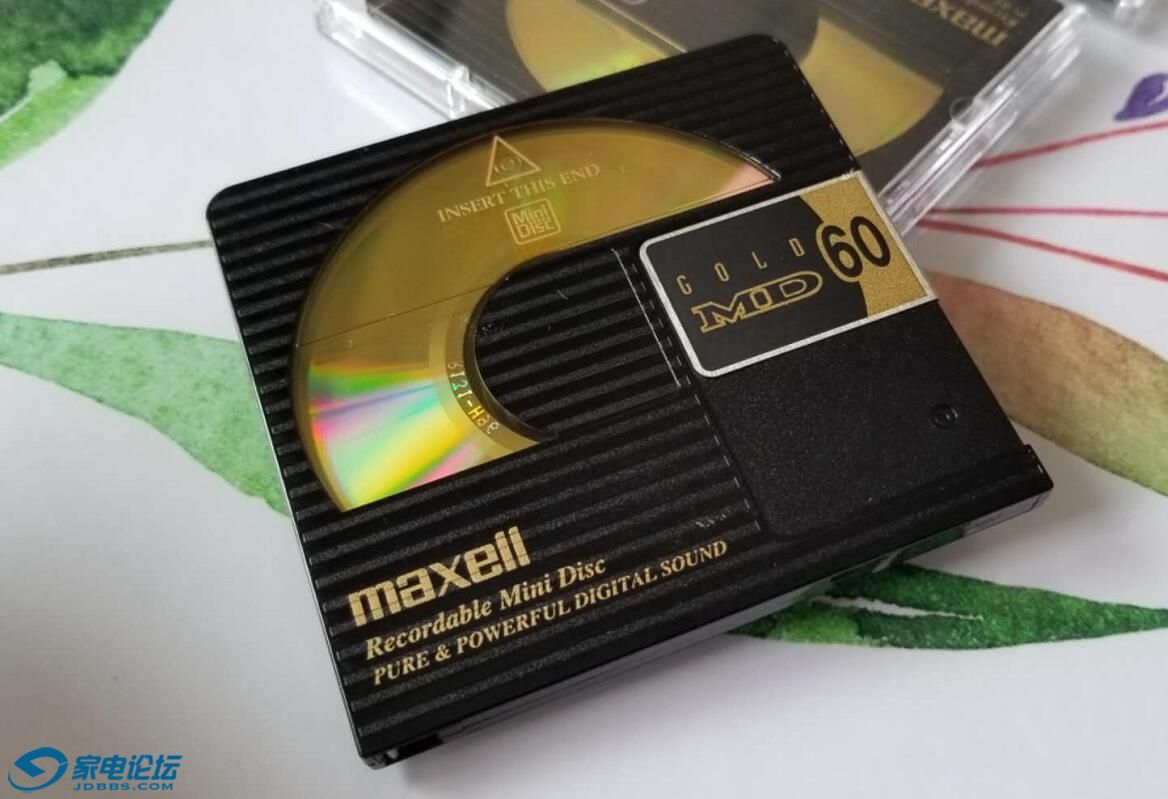 maxell
INSERT THIS END
Mini
Disc
GOLD
MD
60
maxell
Recordable Mini Disc
PURE & POWERFUL DIGITAL SOUND
家电论坛
JDBBS.COM